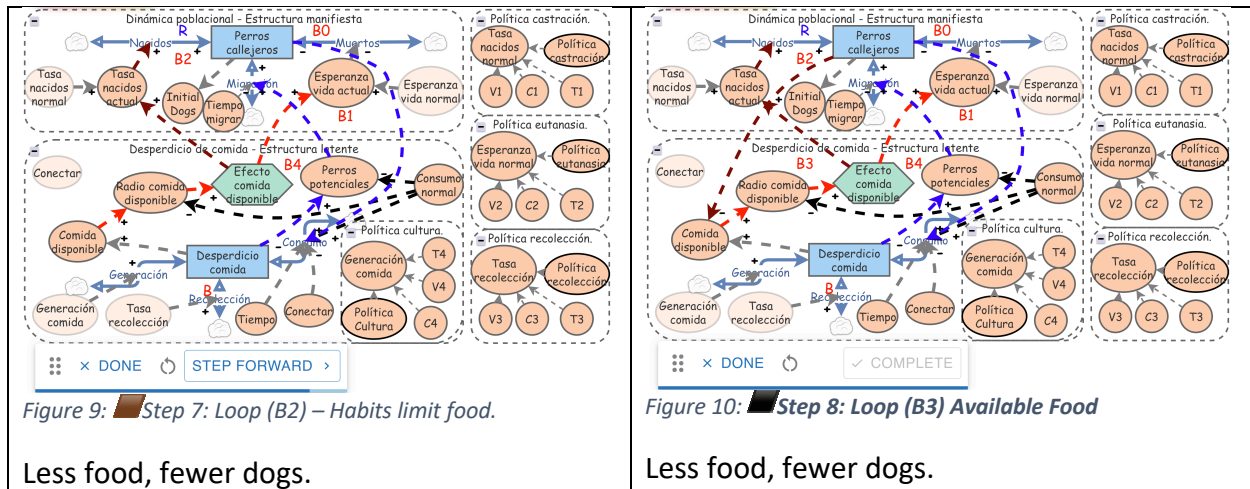 Dinámica poblacional - Estructura manifiesta
R
B0
Nacidos
Perros
callejeros
Muertos
B2
Tasa
nacidos
normal
Tasa
nacidos
actual
Migración
Initial
Dogs
Tiempo
migrar
Esperanza
vida actual
Esperanza
vida normal
B1
Desperdicio de comida - Estructura latente
Conectar
Radio comida
disponible
Efecto
comida
disponible
B4
Perros
potenciales
Consumo
normal
Comida
disponible
Consumo
Desperdicio
comida
Generación
B
Recolección
Generación
comida
Tasa
recolección
Tiempo
Conectar
Política cultura.
Generación
comida
T4
V4
Política
Cultura
C4
Política castración.
Tasa
nacidos
normal
Política
castración
V1
C1
T1
Política eutanasia.
Esperanza
vida normal
Política
eutanasia
V2
C2
T2
Política recolección.
Tasa
recolección
Política
recolección
V3
C3
T3
× DONE
STEP FORWARD ›
Figure 9: Step 7: Loop (B2) – Habits limit food.
Less food, fewer dogs.
Dinámica poblacional - Estructura manifiesta
R
B0
Nacidos
Perros
callejeros
Muertos
B2
Tasa
nacidos
normal
Tasa
nacidos
actual
Migración
Initial
Dogs
Tiempo
migrar
Esperanza
vida actual
Esperanza
vida normal
B1
Desperdicio de comida - Estructura latente
Conectar
B3
Radio comida
disponible
Efecto
comida
disponible
B4
Perros
potenciales
Consumo
normal
Comida
disponible
Consumo
Desperdicio
comida
Generación
B
Recolección
Generación
comida
Tasa
recolección
Tiempo
Conectar
Política cultura.
Generación
comida
T4
V4
Política
Cultura
C4
Política castración.
Tasa
nacidos
normal
Política
castración
V1
C1
T1
Política eutanasia.
Esperanza
vida normal
Política
eutanasia
V2
C2
T2
Política recolección.
Tasa
recolección
Política
recolección
V3
C3
T3
× DONE
✓ COMPLETE
Figure 10: Step 8: Loop (B3) Available Food
Less food, fewer dogs.